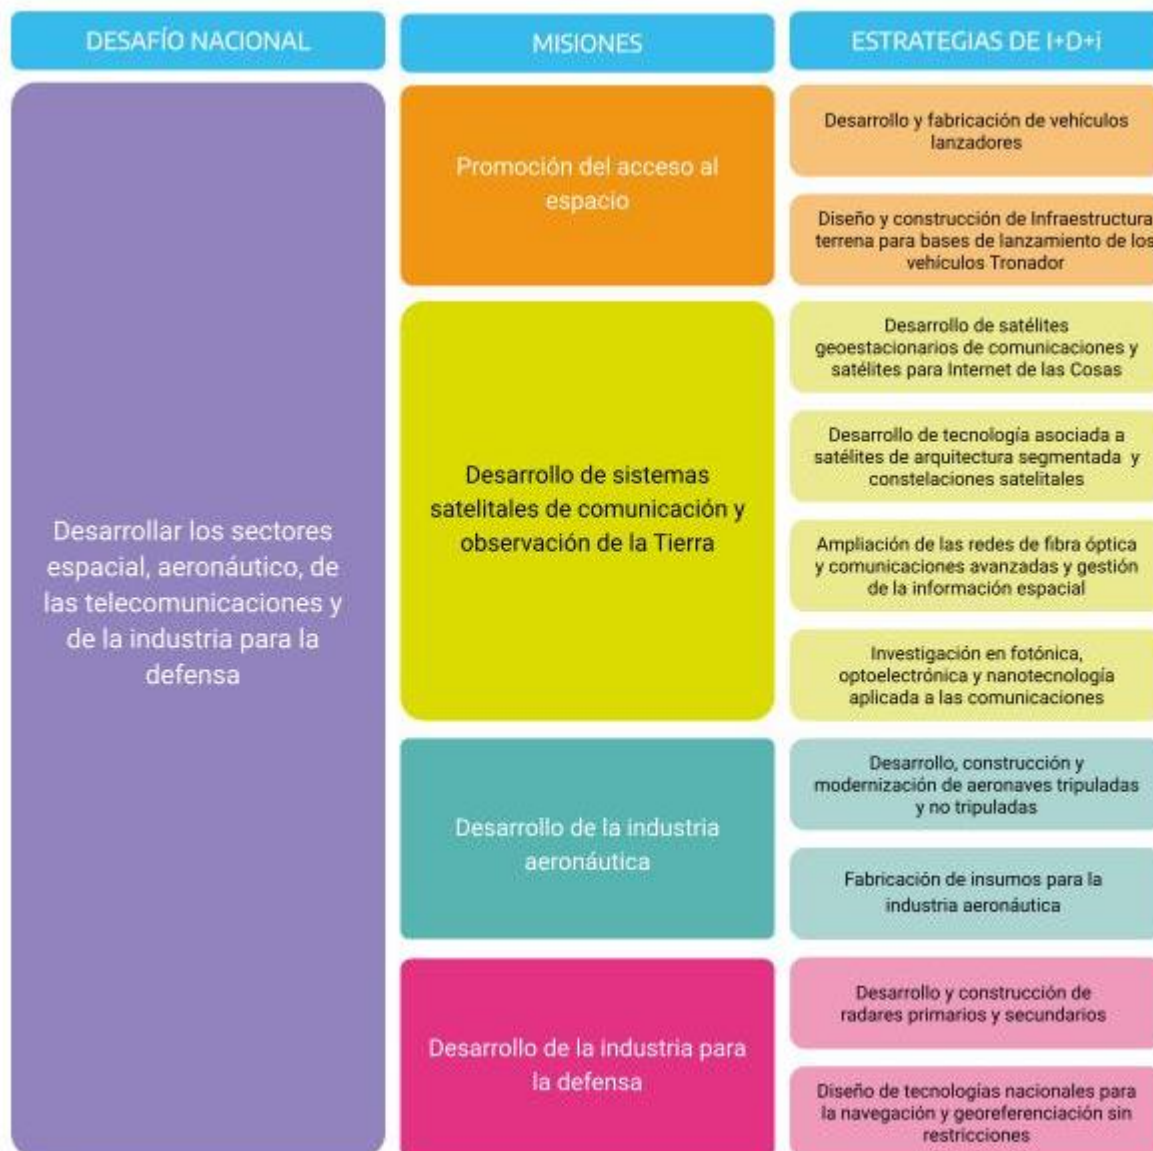 DESAFÍO NACIONAL
MISIONES
ESTRATEGIAS DE I+D+i
Desarrollar los sectores
espacial, aeronáutico, de
las telecomunicaciones y
de la industria para la
defensa
Promoción del acceso al
espacio
Desarrollo y fabricación de vehículos
lanzadores
Diseño y construcción de Infraestructura
terrena para bases de lanzamiento de los
vehículos Tronador
Desarrollo de sistemas
satelitales de comunicación y
observación de la Tierra
Desarrollo de satélites
geoestacionarios de comunicaciones y
satélites para Internet de las Cosas
Desarrollo de tecnología asociada a
satélites de arquitectura segmentada y
constelaciones satelitales
Ampliación de las redes de fibra óptica
y comunicaciones avanzadas y gestión
de la información espacial
Investigación en fotónica,
optoelectrónica y nanotecnología
aplicada a las comunicaciones
Desarrollo de la industria
aeronáutica
Desarrollo, construcción y
modernización de aeronaves tripuladas
y no tripuladas
Fabricación de insumos para la
industria aeronáutica
Desarrollo de la industria para
la defensa
Desarrollo y construcción de
radares primarios y secundarios
Diseño de tecnologías nacionales para
la navegación y georeferenciación sin
restricciones